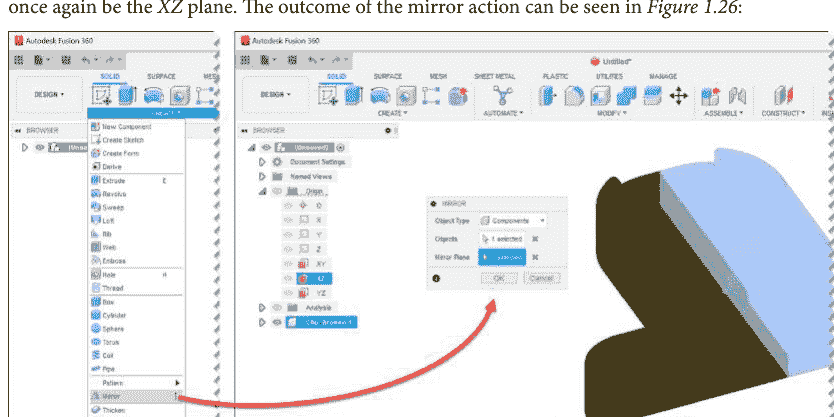 once again be the XZ plane. The outcome of the mirror action can be seen in Figure 1.26:
Autodesk Fusion 360
DESIGN
SOLID
SURFACE
MES
BROWSER
New Component
Create Sketch
Create Form
Derive
Extrude E
Revolve
Sweep
Loft
Rib
Web
Emboss
Hole H
Thread
Box
Cylinder
Sphere
Torus
Coil
Pipe
Pattern
Mirror
Thicken
Autodesk Fusion 360
Untitled*
DESIGN
SOLID
SURFACE
MESH
SHEET METAL
PLASTIC
UTILITIES
MANAGE
CREATE
AUTOMATE
MODIFY
ASSEMBLE
CONSTRUCT
INS
BROWSER
(Unsaved)
Document Settings
Named Views
Origin
O
X
Y
Z
XY
XZ
YZ
Analysis
MIRROR
Object Type Components
Objects 1 selected
Mirror Plane
OK Cancel